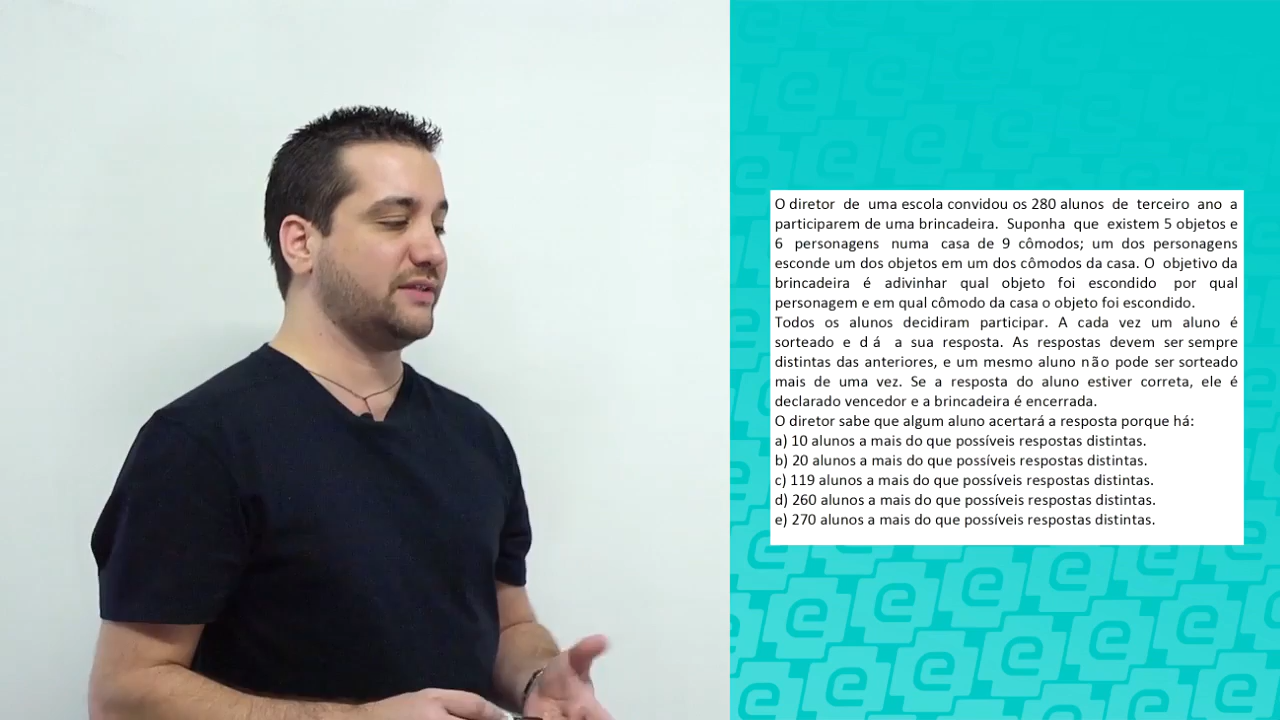 O diretor de uma escola convidou os 280 alunos de terceiro ano a
participarem de uma brincadeira. Suponha que existem 5 objetos e
6 personagens numa casa de 9 cômodos; um dos personagens
esconde um dos objetos em um dos cômodos da casa. O objetivo da
brincadeira é adivinhar qual objeto foi escondido por qual
personagem e em qual cômodo da casa o objeto foi escondido.
Todos os alunos decidiram participar. A cada vez um aluno é
sorteado e dá a sua resposta. As respostas devem ser sempre
distintas das anteriores, e um mesmo aluno não pode ser sorteado
mais de uma vez. Se a resposta do aluno estiver correta, ele é
declarado vencedor e a brincadeira é encerrada.
O diretor sabe que algum aluno acertará a resposta porque há:
a) 10 alunos a mais do que possíveis respostas distintas.
b) 20 alunos a mais do que possíveis respostas distintas.
c) 119 alunos a mais do que possíveis respostas distintas.
d) 260 alunos a mais do que possíveis respostas distintas.
e) 270 alunos a mais do que possíveis respostas distintas.